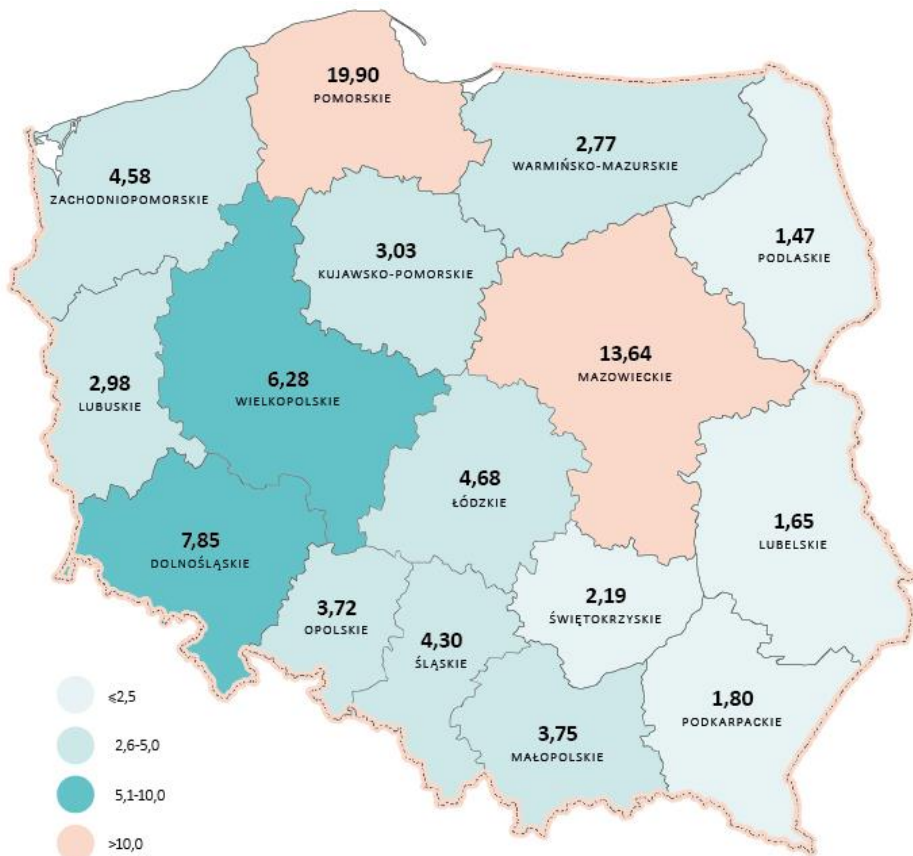 19,90
POMORSKIE
2,77
WARMIŃSKO-MAZURSKIE
4,58
ZACHODNIOPOMORSKIE
1,47
PODLASKIE
3,03
KUJAWSKO-POMORSKIE
13,64
MAZOWIECKIE
2,98
LUBUSKIE
6,28
WIELKOPOLSKIE
4,68
ŁÓDZKIE
1,65
LUBELSKIE
7,85
DOLNOŚLĄSKIE
3,72
OPOLSKIE
2,19
ŚWIĘTOKRZYSKIE
4,30
ŚLĄSKIE
1,80
PODKARPACKIE
3,75
MAŁOPOLSKIE
⩽2,5
2,6-5,0
5,1-10,0
>10,0